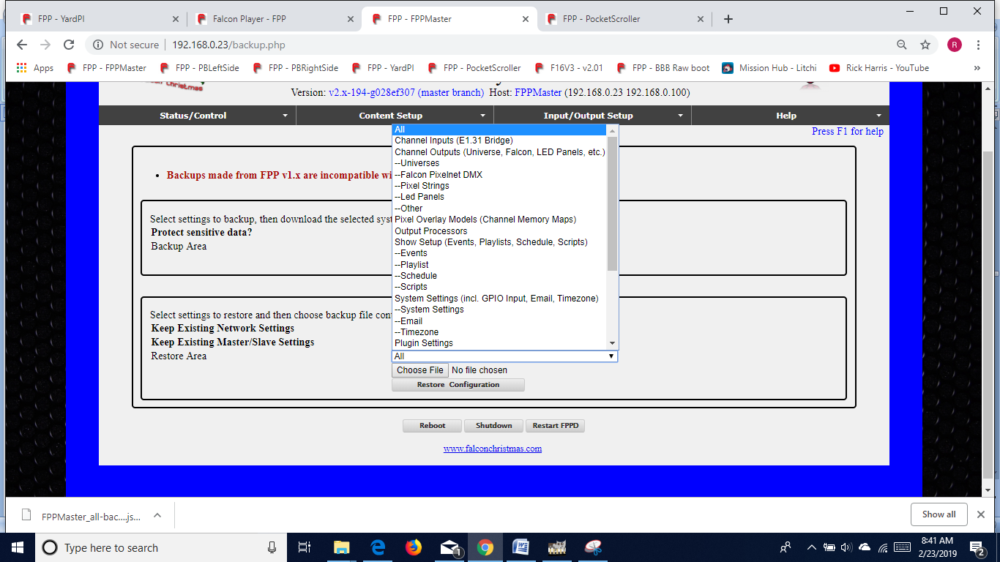 FPP - YardPI
Falcon Player - FPP
FPP - FPPMaster
FPP - PocketScroller
Not secure | 192.168.0.23/backup.php
R
Apps
FPP - FPPMaster
FPP - PBLeftSide
FPP - PBRightSide
FPP - YardPI
FPP - PocketScroller
F16V3 - v2.01
FPP - BBB Raw boot
Mission Hub - Litchi
Rick Harris - YouTube
»
Version: v2.x-194-g028ef307 (master branch) Host: FPPMaster (192.168.0.23 192.168.0.100)
Status/Control
Content Setup
Input/Output Setup
Help
Press F1 for help
Backups made from FPP v1.x are incompatible wi
Select settings to backup, then download the selected syst
Protect sensitive data?
Backup Area
All
Channel Inputs (E1.31 Bridge)
Channel Outputs (Universe, Falcon, LED Panels, etc.)
--Universes
--Falcon Pixelnet DMX
--Pixel Strings
--Led Panels
--Other
Pixel Overlay Models (Channel Memory Maps)
Output Processors
Show Setup (Events, Playlists, Schedule, Scripts)
--Events
--Playlist
--Schedule
--Scripts
System Settings (incl. GPIO Input, Email, Timezone)
--System Settings
--Email
--Timezone
Plugin Settings
Select settings to restore and then choose backup file con
Keep Existing Network Settings
Keep Existing Master/Slave Settings
Restore Area
All
Choose File No file chosen
Restore Configuration
Reboot
Shutdown
Restart FPPD
www.falconchristmas.com
FPPMaster_all-bac....js...
Show all
Type here to search
1
8:41 AM
2/23/2019
2